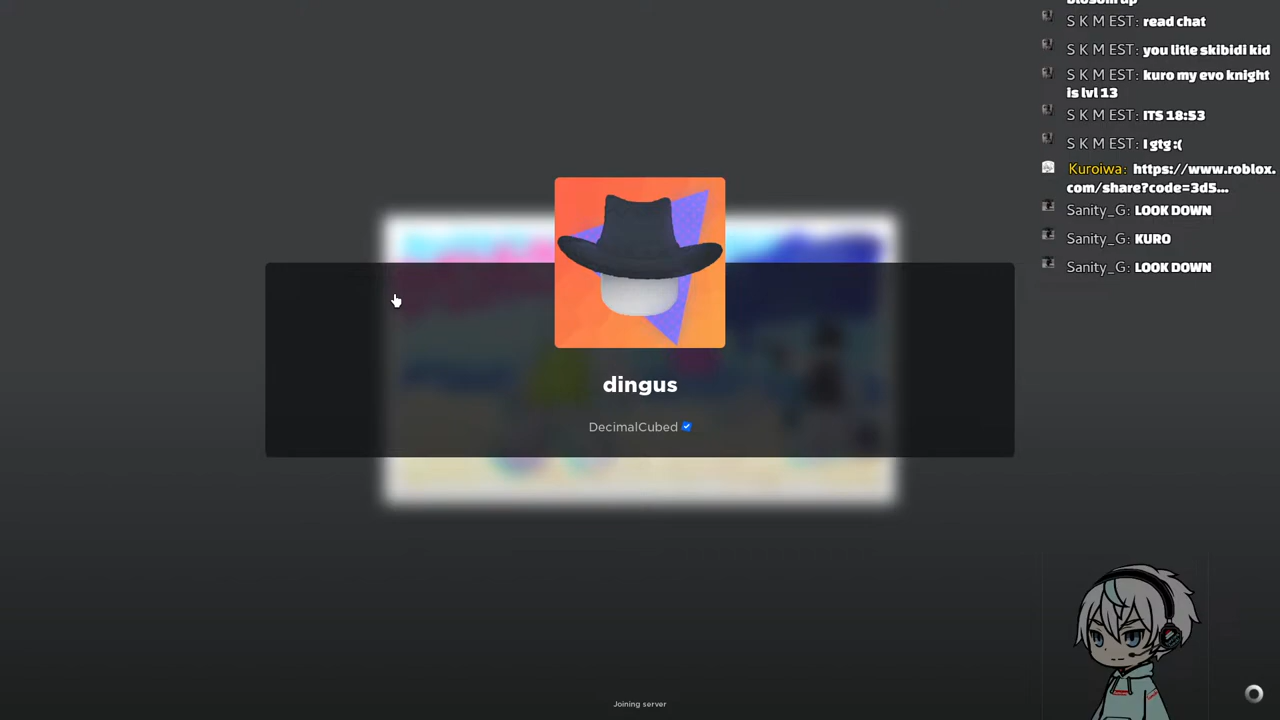 S K M EST: read chat
S K M EST: you litle skibidi kid
S K M EST: kuro my evo knight
is lvl 13
S K M EST: ITS 18:53
S K M EST: I gtg :(
Kuroiwa: https://www.roblox.
com/share?code=3d5...
Sanity_G: LOOK DOWN
Sanity_G: KURO
Sanity_G: LOOK DOWN
dingus
DecimalCubed
Joining server